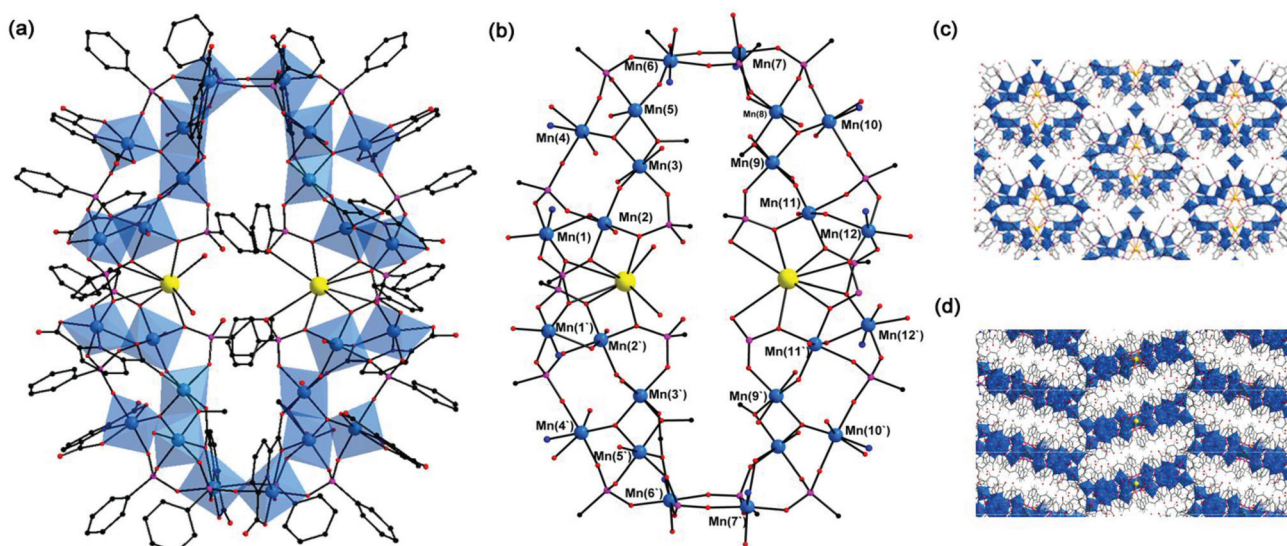 (a)
(b)
(c)
(d)
Mn(6)
Mn(7)
Mn(5)
Mn(8)
Mn(4)
Mn(10)
Mn(3)
Mn(9)
Mn(2)
Mn(11)
Mn(1)
Mn(12)
Mn(1`)
Mn(2`)
Mn(11`)
Mn(12`)
Mn(3`)
Mn(9`)
Mn(4`)
Mn(10`)
Mn(5`)
Mn(6`)
Mn(7`)